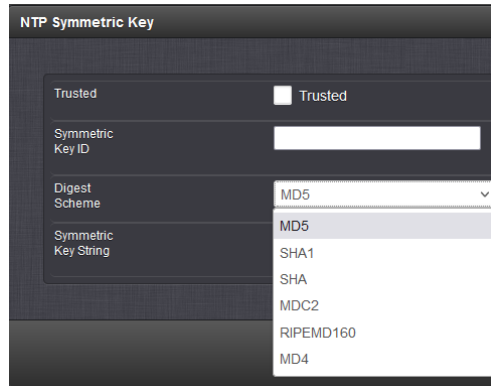 NTP Symmetric Key
Trusted
Trusted
Symmetric
Key ID
Digest
Scheme
MD5
MD5
SHA1
SHA
MDC2
RIPEMD160
MD4
Symmetric
Key String